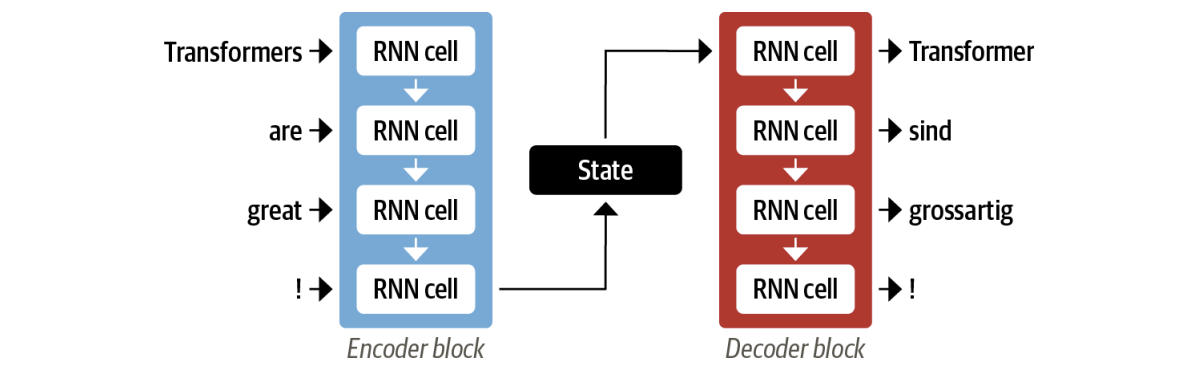 Transformers
RNN cell
RNN cell
Transformer
are
RNN cell
RNN cell
sind
State
great
RNN cell
RNN cell
grossartig
!
RNN cell
RNN cell
!
Encoder block
Decoder block